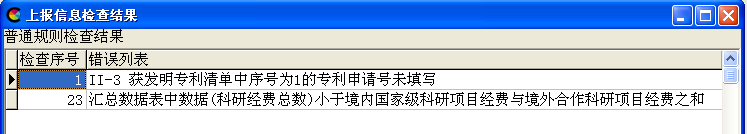 上报信息检查结果
普通规则检查结果
检查序号 错误列表
1 II-3 获发明专利清单中序号为1的专利申请号未填写
23 汇总数据表中数据(科研经费总数)小于境内国家级科研项目经费与境外合作科研项目经费之和